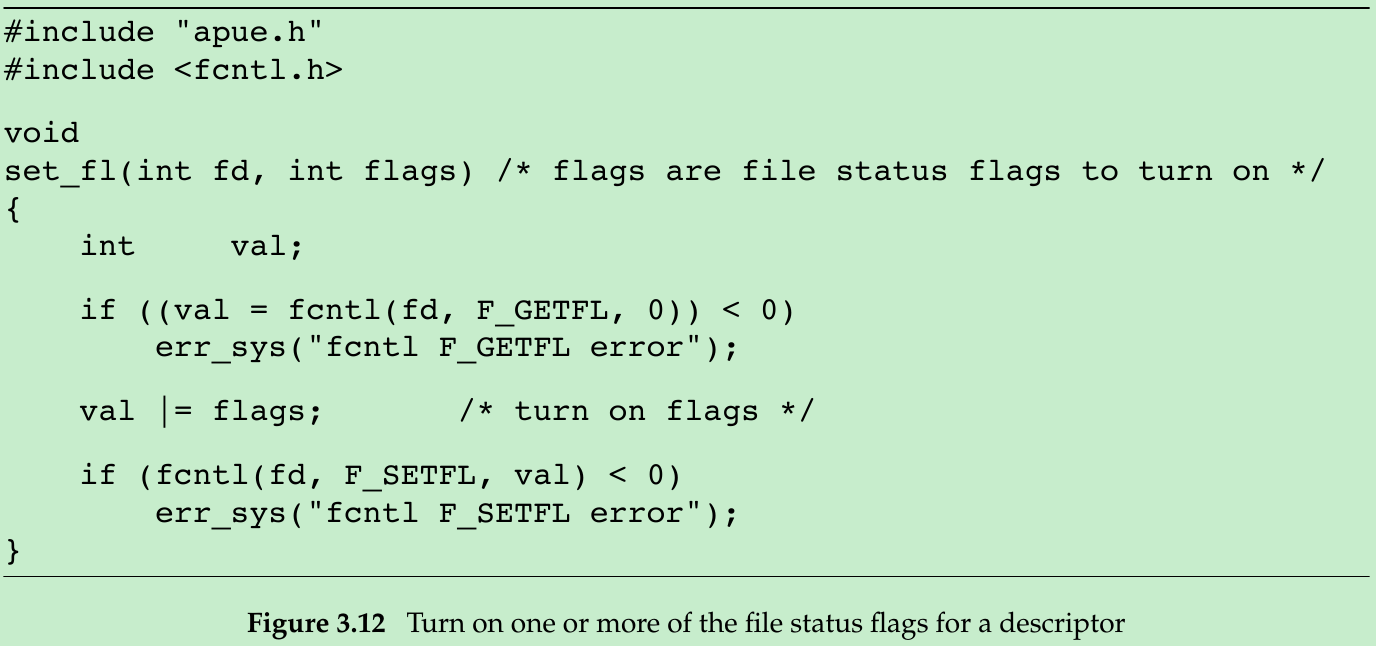 #include "apue.h"
#include <fcntl.h>
void
set_fl(int fd, int flags) /* flags are file status flags to turn on */
{
    int     val;
    if ((val = fcntl(fd, F_GETFL, 0)) < 0)
        err_sys("fcntl F_GETFL error");
    val |= flags;       /* turn on flags */
    if (fcntl(fd, F_SETFL, val) < 0)
        err_sys("fcntl F_SETFL error");
}
Figure 3.12 Turn on one or more of the file status flags for a descriptor